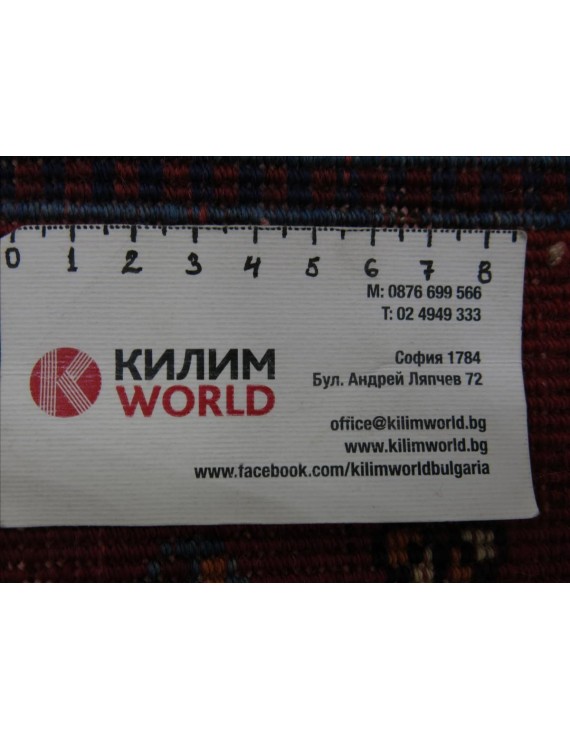 0 1 2 3 4 5 6 7 8
M: 0876 699 566
T: 02 4949 333
КИЛИМ
WORLD
София 1784
Бул. Андрей Ляпчев 72
office@kilimworld.bg
www.kilimworld.bg
www.facebook.com/kilimworldbulgaria